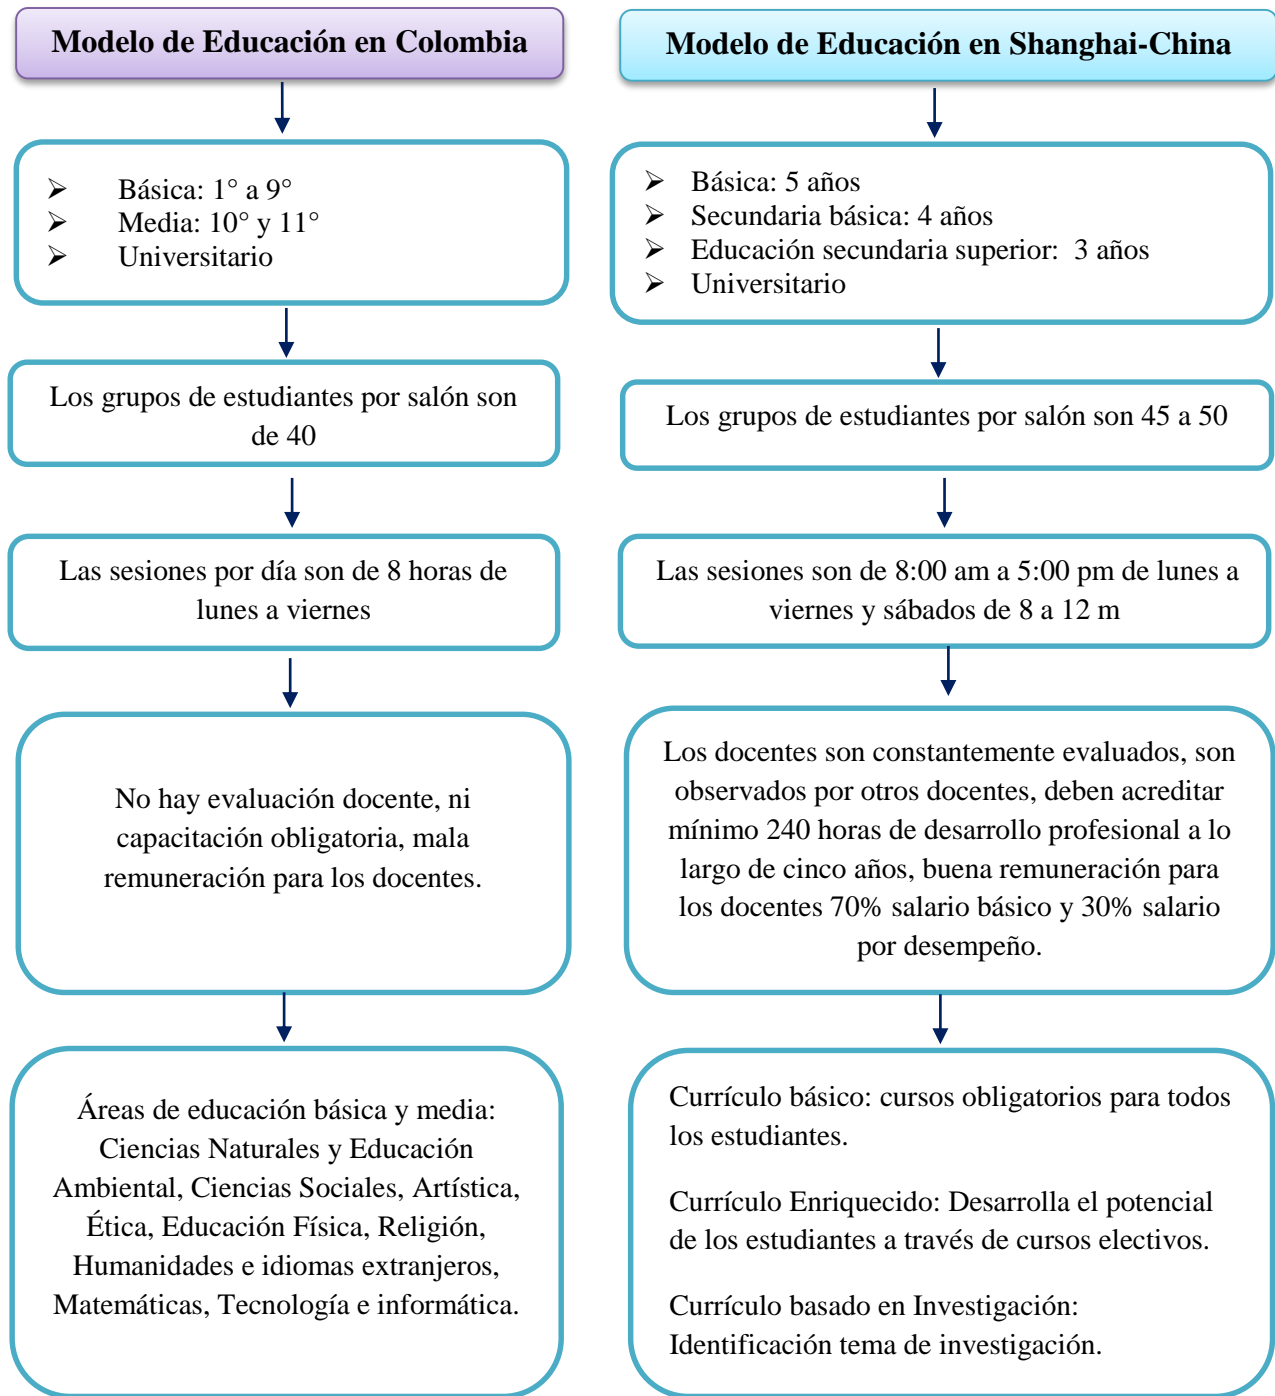 Modelo de Educación en Colombia
➢ Básica: 1° a 9°
➢ Media: 10° y 11°
➢ Universitario
Los grupos de estudiantes por salón son
de 40
Las sesiones por día son de 8 horas de
lunes a viernes
No hay evaluación docente, ni
capacitación obligatoria, mala
remuneración para los docentes.
Áreas de educación básica y media:
Ciencias Naturales y Educación
Ambiental, Ciencias Sociales, Artística,
Ética, Educación Física, Religión,
Humanidades e idiomas extranjeros,
Matemáticas, Tecnología e informática.
Modelo de Educación en Shanghai-China
➢ Básica: 5 años
➢ Secundaria básica: 4 años
➢ Educación secundaria superior: 3 años
➢ Universitario
Los grupos de estudiantes por salón son 45 a 50
Las sesiones son de 8:00 am a 5:00 pm de lunes a
viernes y sábados de 8 a 12 m
Los docentes son constantemente evaluados, son
observados por otros docentes, deben acreditar
mínimo 240 horas de desarrollo profesional a lo
largo de cinco años, buena remuneración para
los docentes 70% salario básico y 30% salario
por desempeño.
Currículo básico: cursos obligatorios para todos
los estudiantes.
Currículo Enriquecido: Desarrolla el potencial
de los estudiantes a través de cursos electivos.
Currículo basado en Investigación:
Identificación tema de investigación.